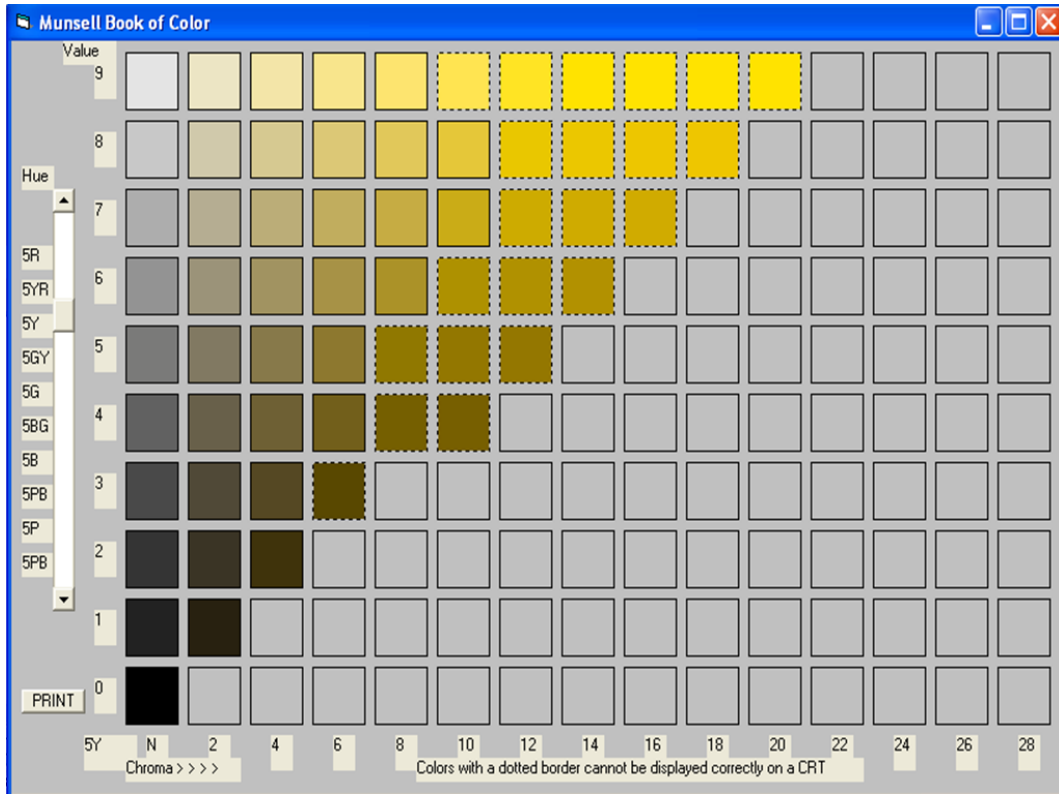 Munsell Book of Color
Value
9
8
Hue
7
5R
6
5YR
5Y
5
5GY
5G
4
5BG
5B
3
5PB
5P
2
5PB
1
0
PRINT
5Y N 2 4 6 8 10 12 14 16 18 20 22 24 26 28
Chroma > > > > Colors with a dotted border cannot be displayed correctly on a CRT